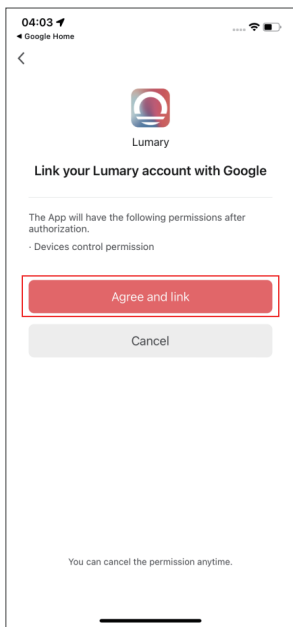 04:03
◀ Google Home
Lumary
Link your Lumary account with Google
The App will have the following permissions after
authorization.
· Devices control permission
Agree and link
Cancel
You can cancel the permission anytime.